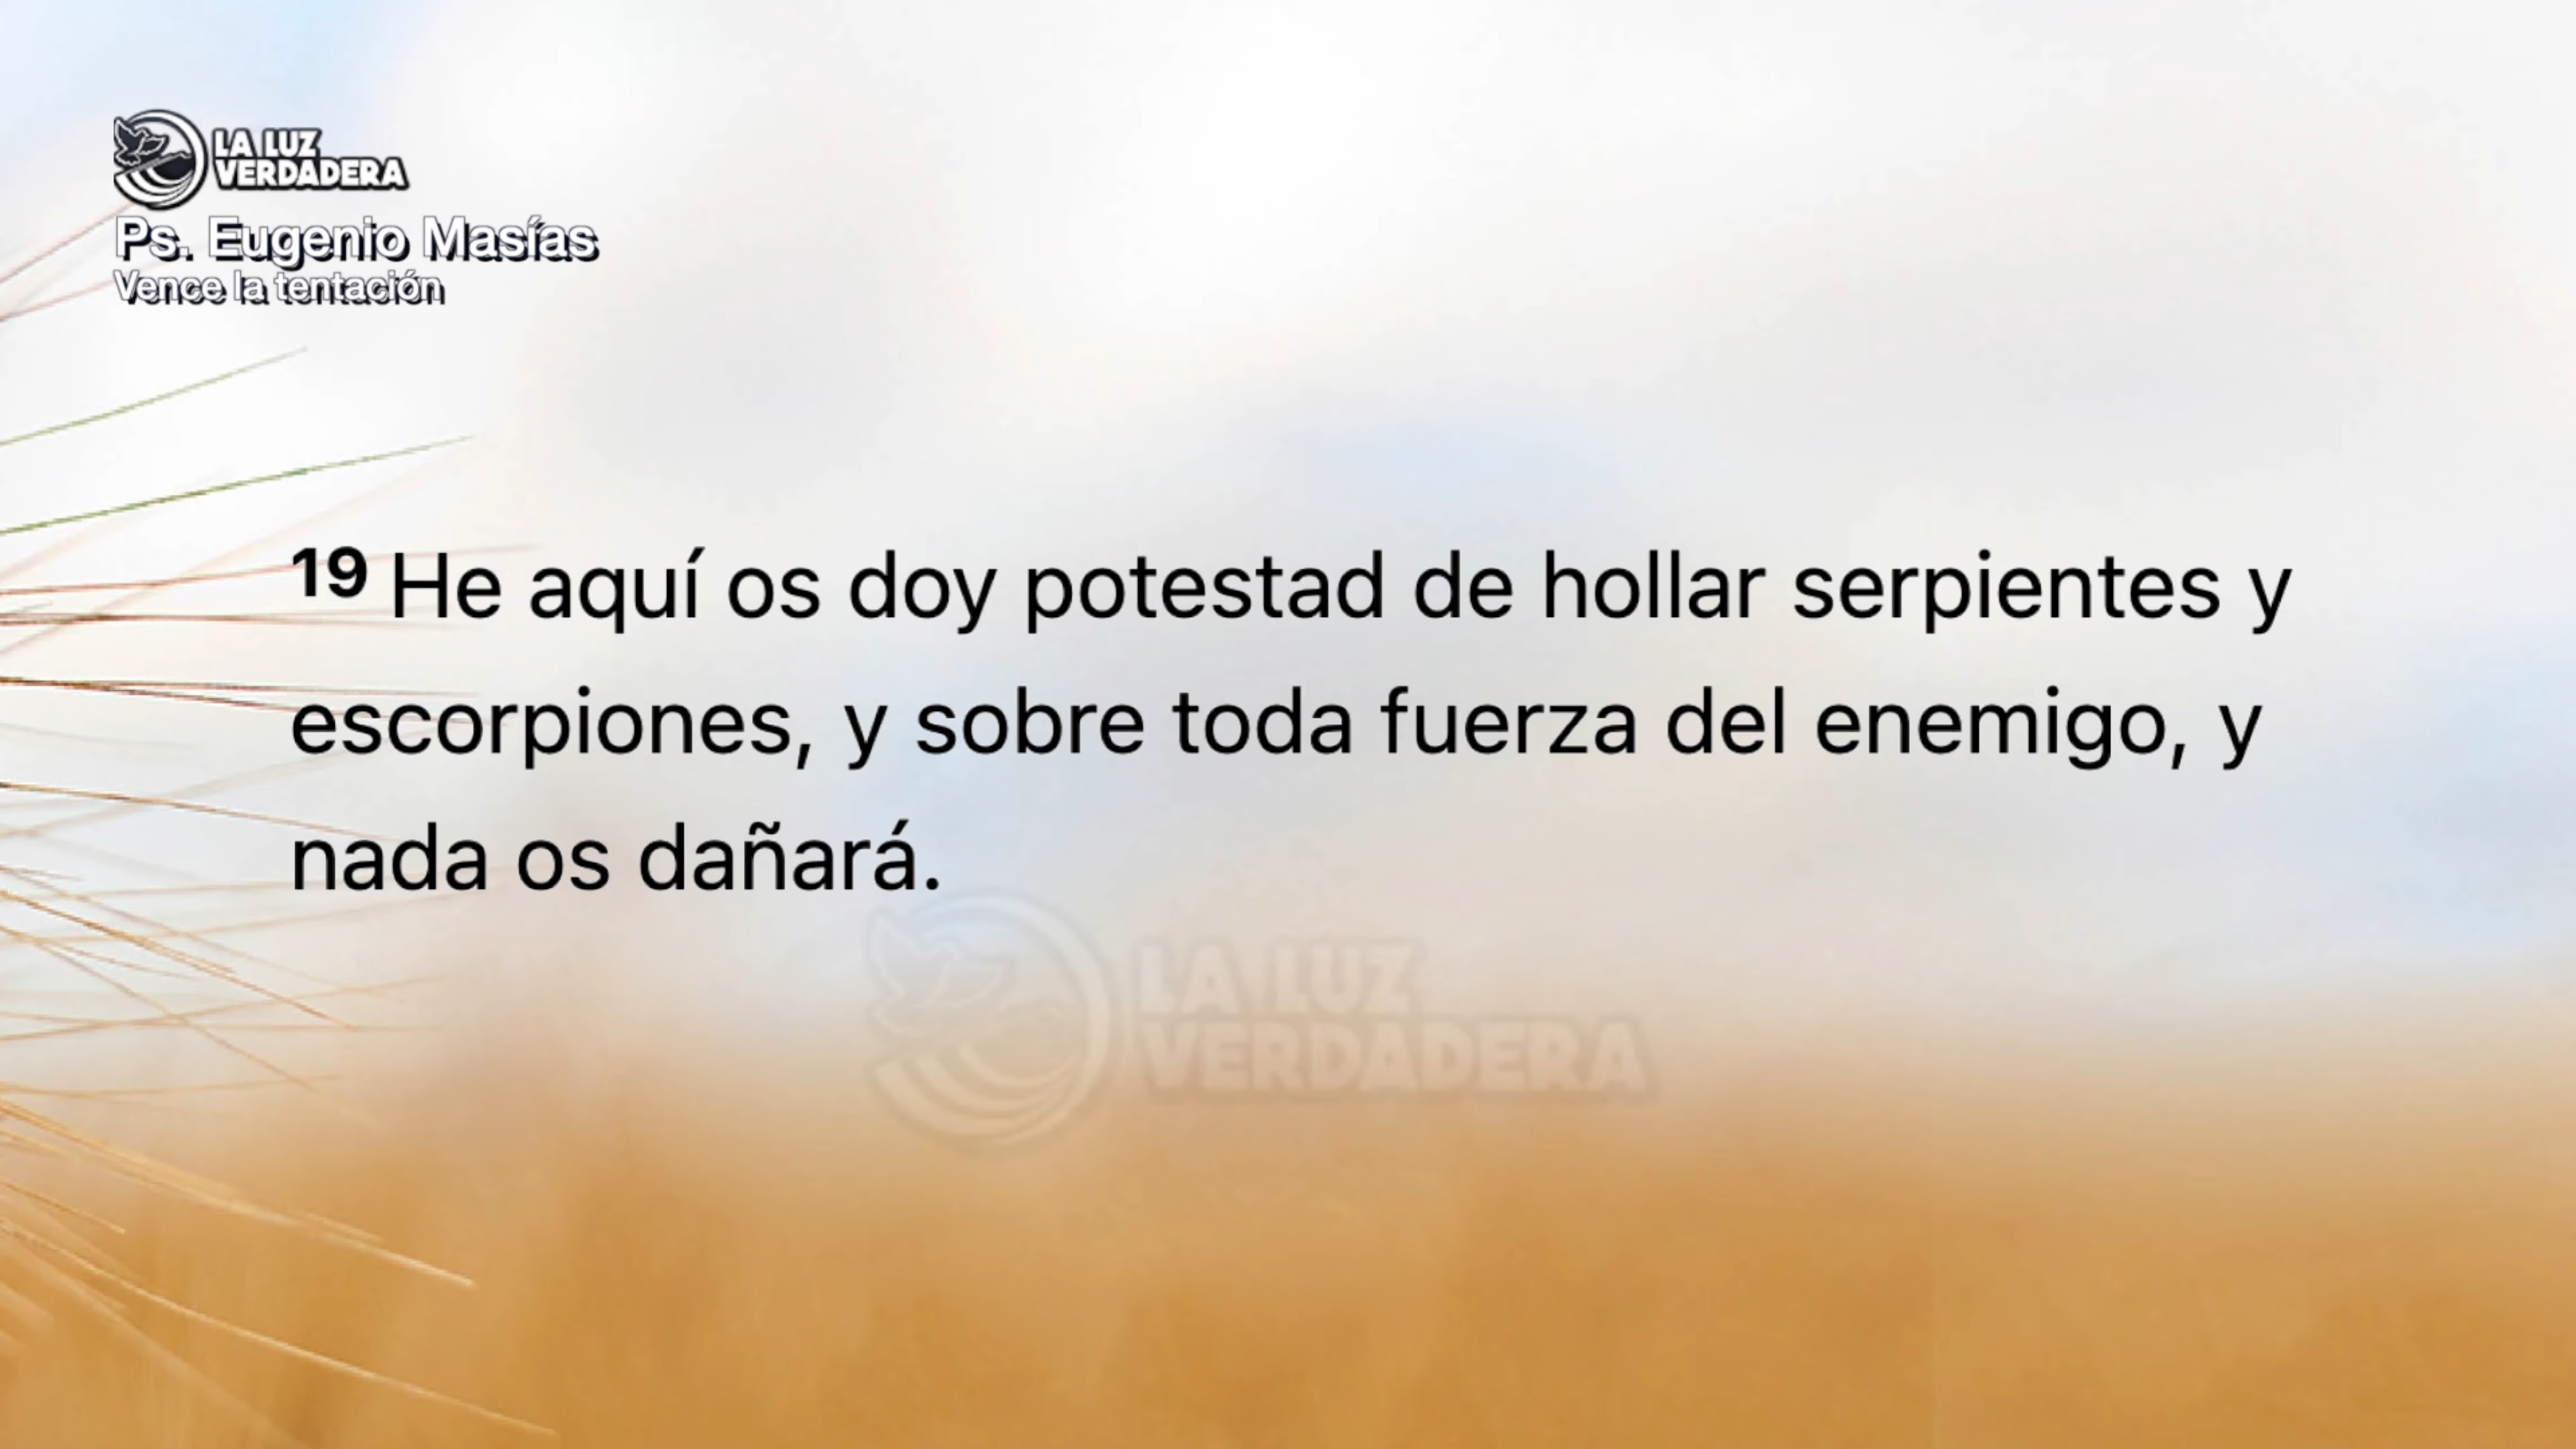 LA LUZ
VERDADERA
Ps. Eugenio Masías
Vence la tentación
19 He aquí os doy potestad de hollar serpientes y
escorpiones, y sobre toda fuerza del enemigo, y
nada os dañará.
LA LUZ
VERDADERA